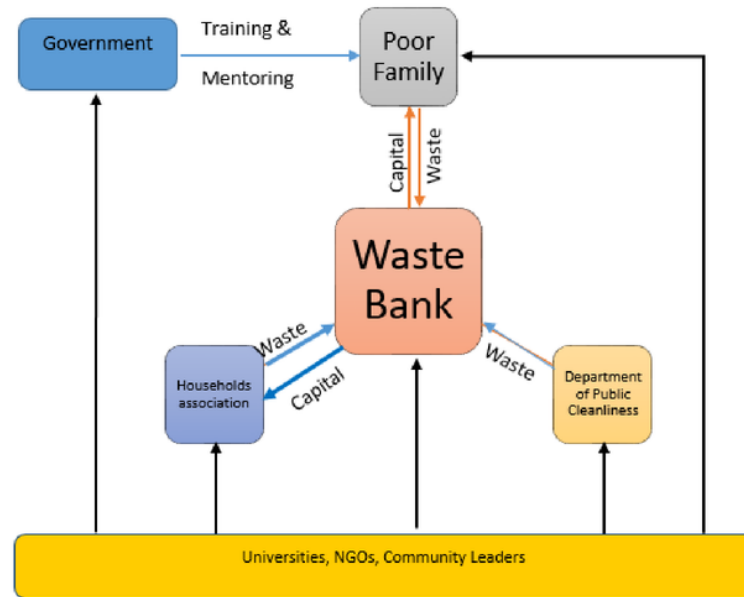 Government
Training &
Mentoring
Poor
Family
Capital
Waste
Waste
Bank
Waste
Capital
Waste
Households
association
Department
of Public
Cleanliness
Universities, NGOs, Community Leaders